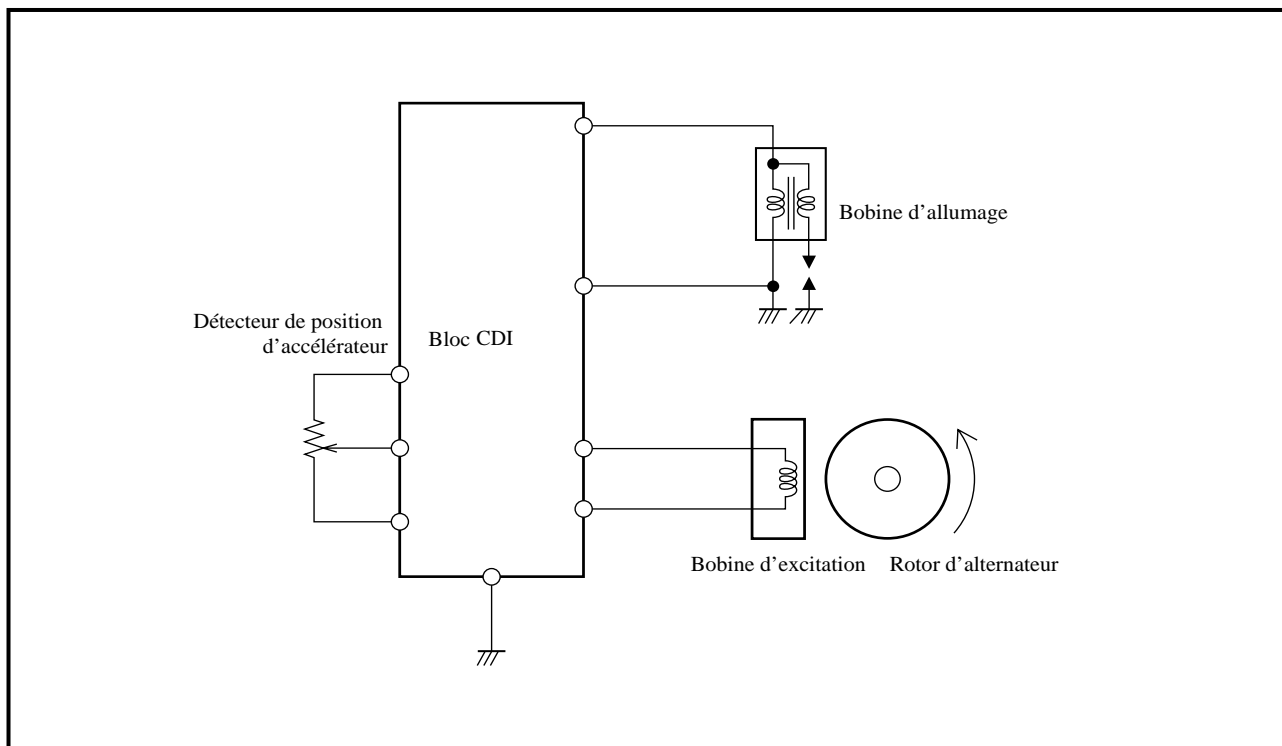 Bobine d’allumage
Détecteur de position
d’accélérateur
Bloc CDI
Bobine d’excitation
Rotor d’alternateur